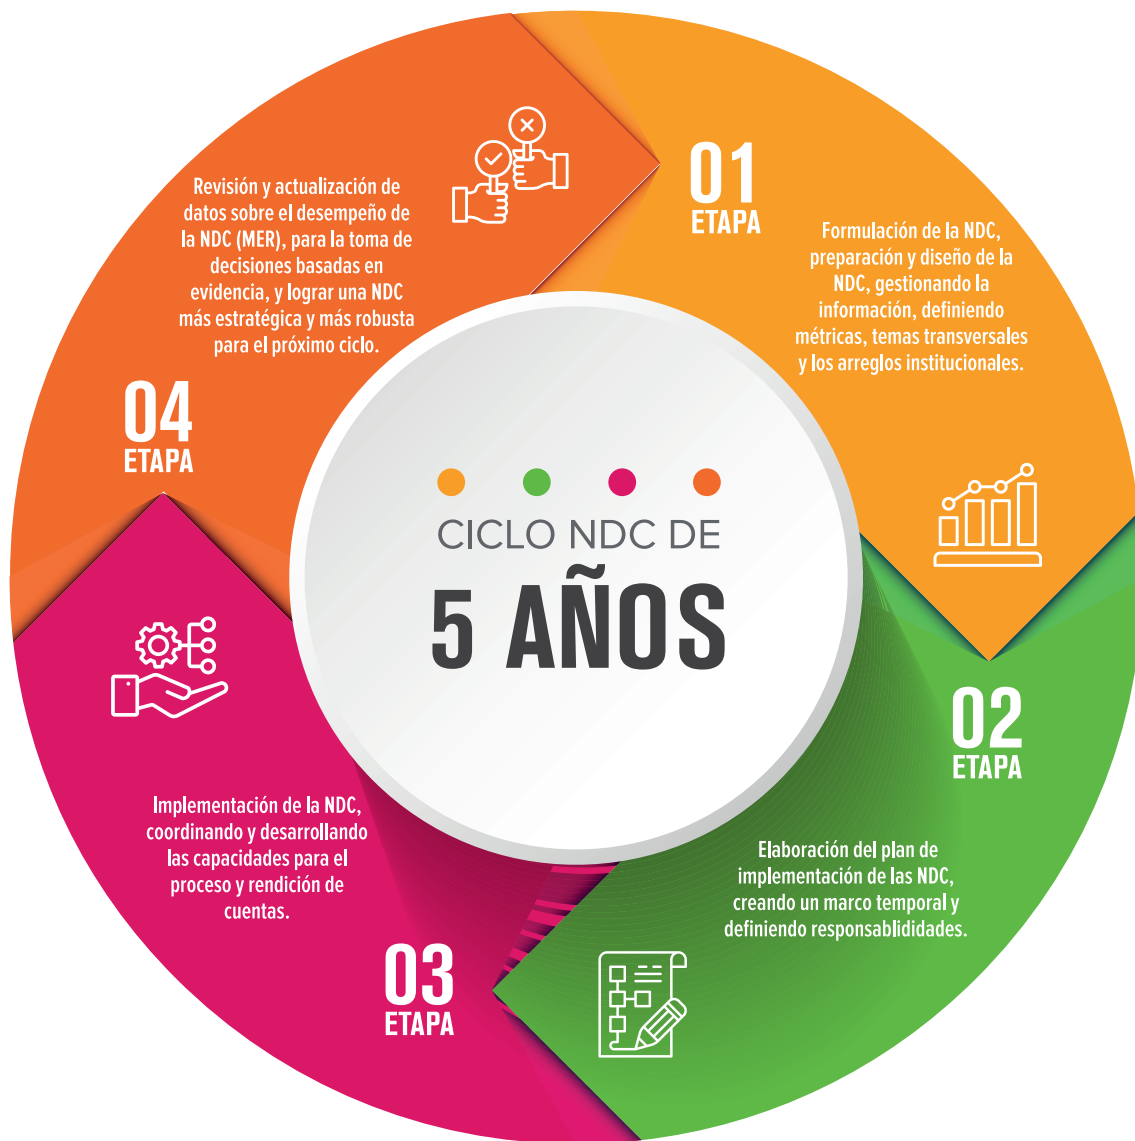 01
ETAPA
Formulación de la NDC,
preparación y diseño de la
NDC, gestionando la
información, definiendo
métricas, temas transversales
y los arreglos institucionales.
02
ETAPA
Elaboración del plan de
implementación de las NDC,
creando un marco temporal y
definiendo responsablididades.
03
ETAPA
Implementación de la NDC,
coordinando y desarrollando
las capacidades para el
proceso y rendición de
cuentas.
04
ETAPA
Revisión y actualización de
datos sobre el desempeño de
la NDC (MER), para la toma de
decisiones basadas en
evidencia, y lograr una NDC
más estratégica y más robusta
para el próximo ciclo.
CICLO NDC DE
5 AÑOS